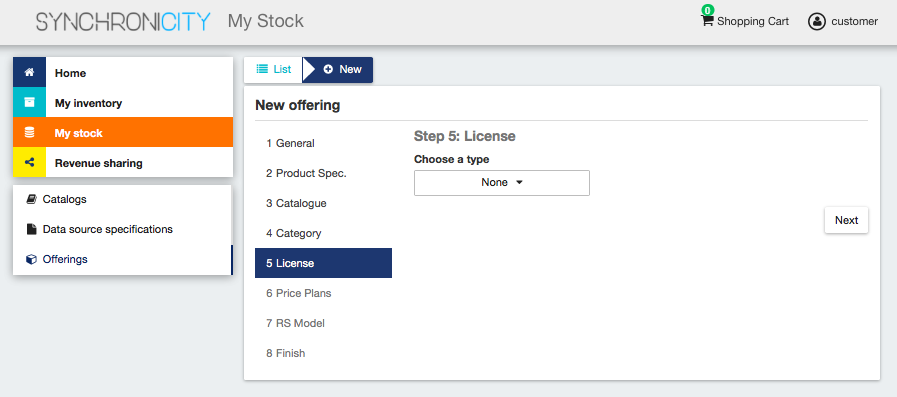 SYNCHRONICITY My Stock
0
Shopping Cart
customer
Home
My inventory
My stock
Revenue sharing
Catalogs
Data source specifications
Offerings
List
New
New offering
1 General
2 Product Spec.
3 Catalogue
4 Category
5 License
6 Price Plans
7 RS Model
8 Finish
Step 5: License
Choose a type
None
Next